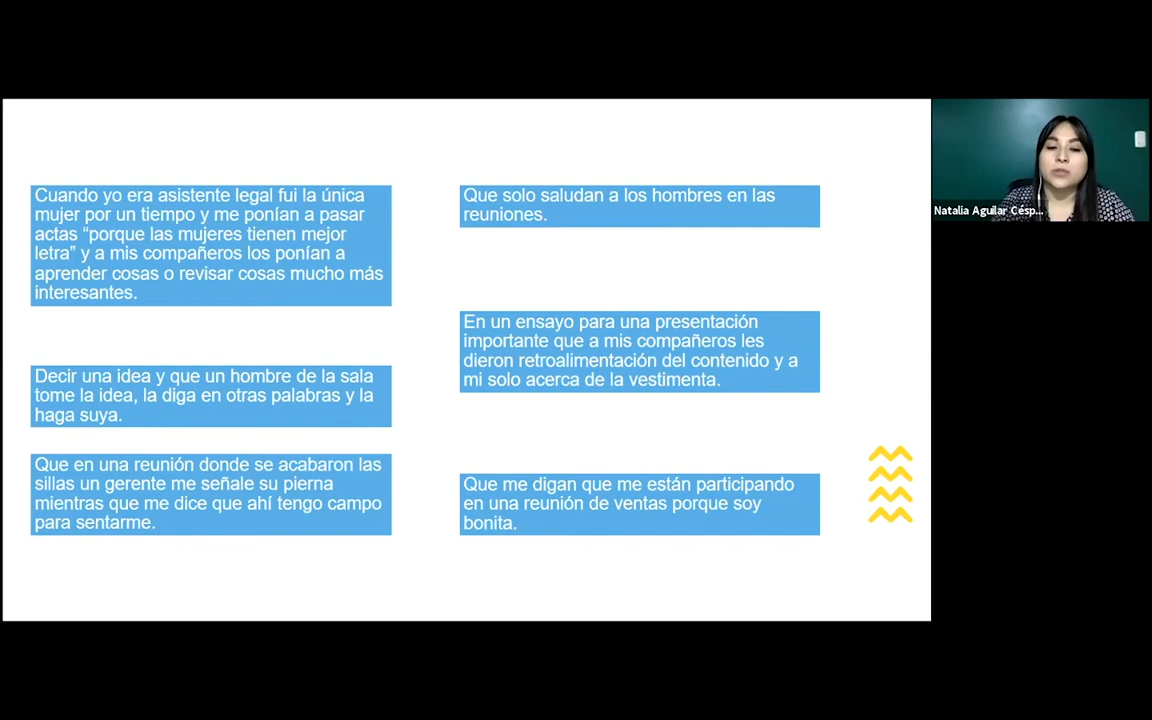 Cuando yo era asistente legal fui la única
mujer por un tiempo y me ponían a pasar
actas “porque las mujeres tienen mejor
letra” y a mis compañeros los ponían a
aprender cosas o revisar cosas mucho más
interesantes.
Decir una idea y que un hombre de la sala
tome la idea, la diga en otras palabras y la
haga suya.
Que en una reunión donde se acabaron las
sillas un gerente me señale su pierna
mientras que me dice que ahí tengo campo
para sentarme.
Que solo saludan a los hombres en las
reuniones.
En un ensayo para una presentación
importante que a mis compañeros les
dieron retroalimentación del contenido y a
mi solo acerca de la vestimenta.
Que me digan que me están participando
en una reunión de ventas porque soy
bonita.
Natalia Aguilar Césp...